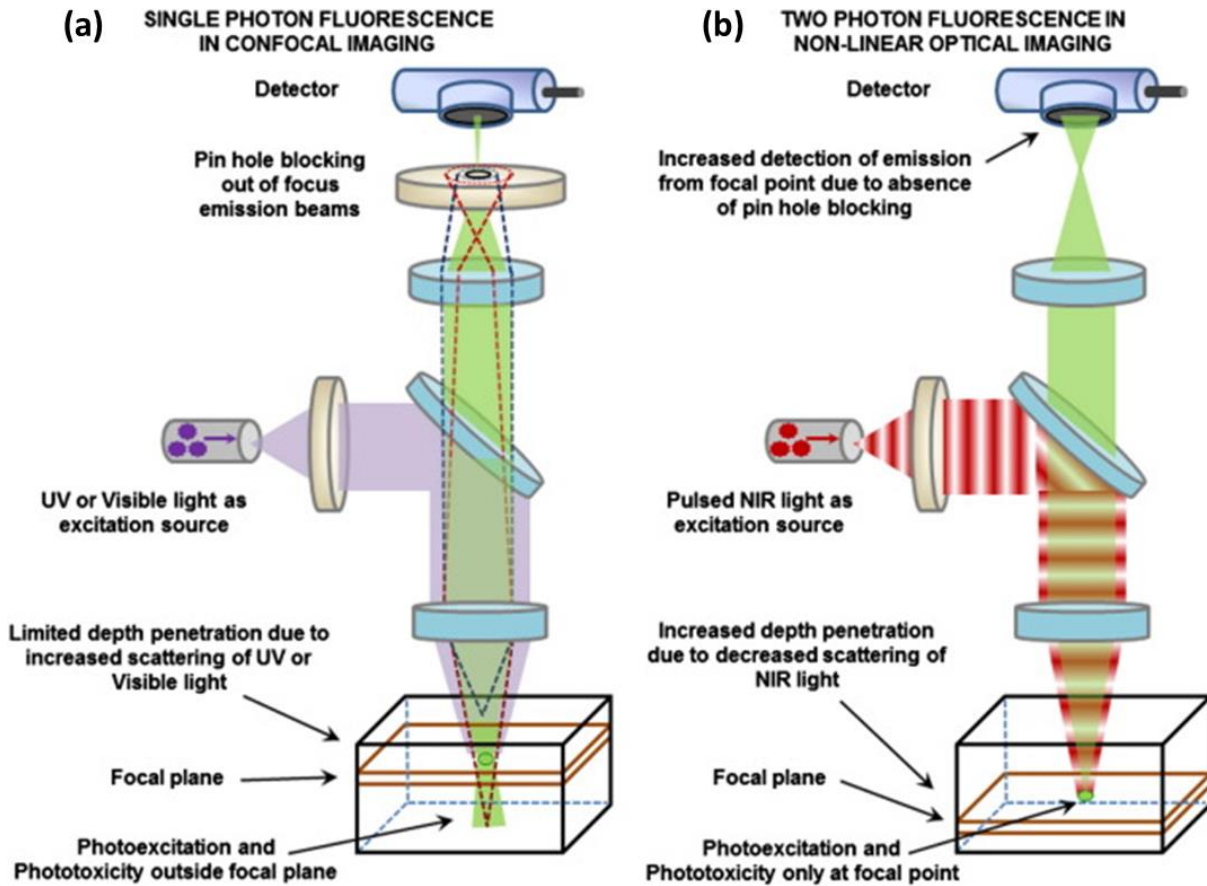 (a)
SINGLE PHOTON FLUORESCENCE
IN CONFOCAL IMAGING
Detector
Pin hole blocking
out of focus
emission beams
UV or Visible light as
excitation source
Limited depth penetration due to
increased scattering of UV or
Visible light
Focal plane
Photoexcitation and
Phototoxicity outside focal plane
(b)
TWO PHOTON FLUORESCENCE IN
NON-LINEAR OPTICAL IMAGING
Detector
Increased detection of emission
from focal point due to absence
of pin hole blocking
Pulsed NIR light as
excitation source
Increased depth penetration
due to decreased scattering of
NIR light
Focal plane
Photoexcitation and
Phototoxicity only at focal point